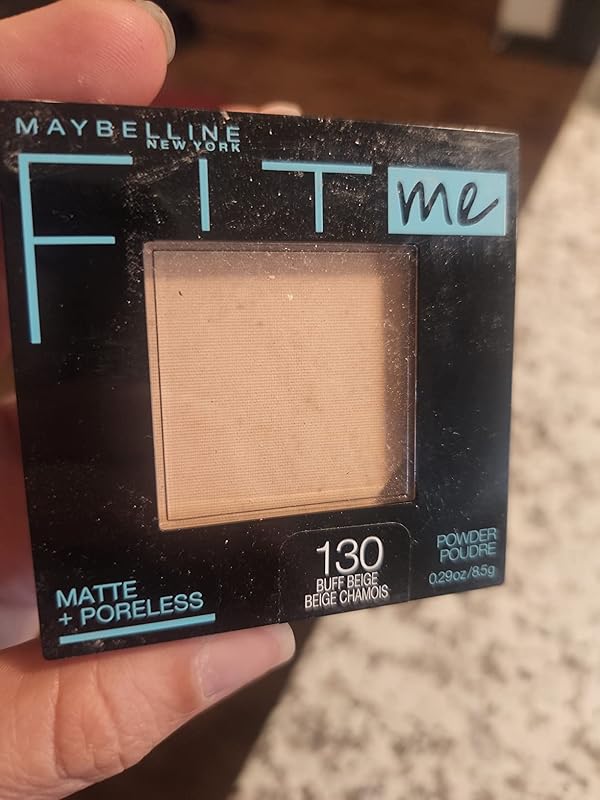 MAYBELLINE
NEW YORK
FIT me
130
BUFF BEIGE
BEIGE CHAMOIS
MATTE
+ PORELESS
POWDER
POUDRE
0.29oz/8.5g